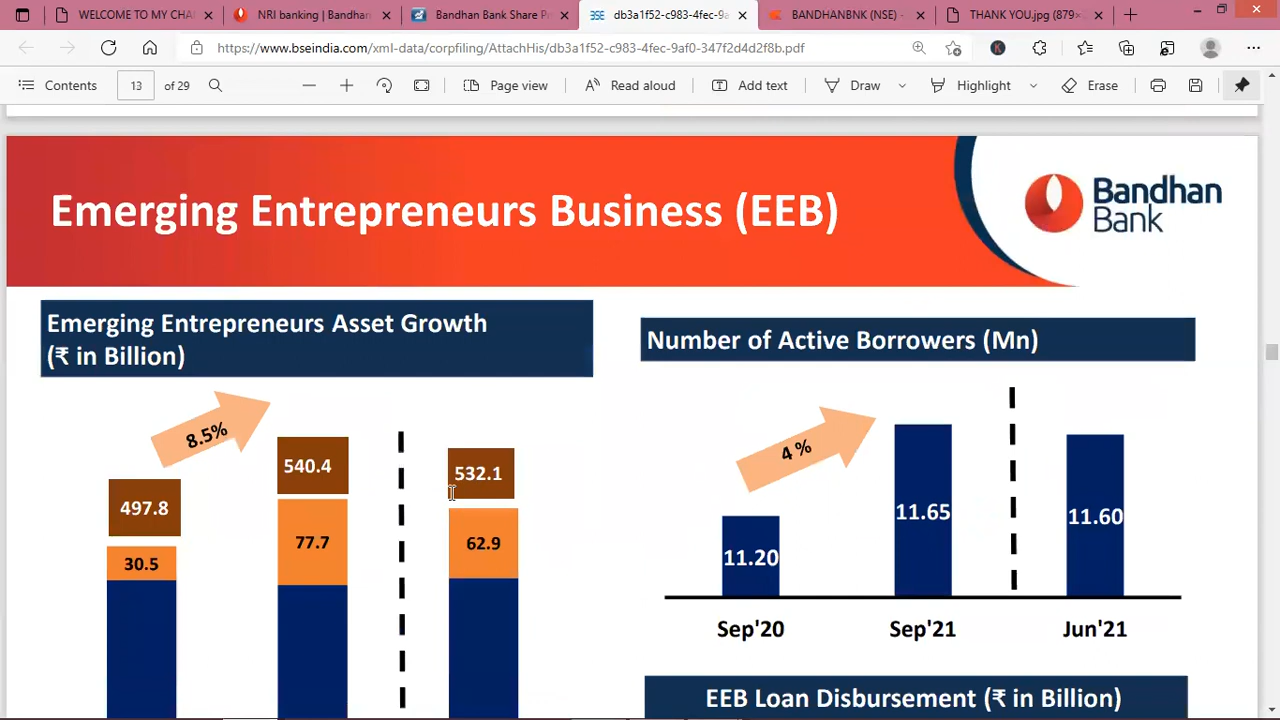 WELCOME TO MY CHA
NRI banking | Bandhan
Bandhan Bank Share Pr
BSE
db3a1f52-c983-4fec-9a
BANDHANBNK (NSE) -
THANK YOU.jpg (879×
https://www.bseindia.com/xml-data/corpfiling/AttachHis/db3a1f52-c983-4fec-9af0-347f2d4d2f8b.pdf
K
Contents
13
of 29
Page view
Read aloud
Add text
Draw
Highlight
Erase
Emerging Entrepreneurs Business (EEB)
Bandhan
Bank
Emerging Entrepreneurs Asset Growth
(₹ in Billion)
8.5%
497.8
540.4
532.1
30.5
77.7
62.9
Number of Active Borrowers (Mn)
4 %
11.20
11.65
11.60
Sep'20
Sep'21
Jun'21
EEB Loan Disbursement (₹ in Billion)